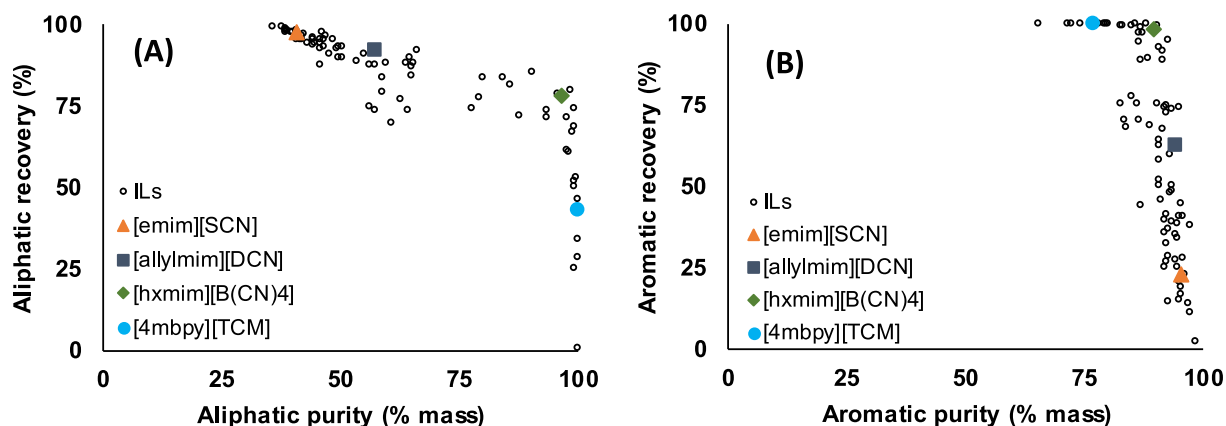 (A)
Aliphatic recovery (%)
100
75
50
25
0
ILs
[emim][SCN]
[allylmim][DCN]
[hxmim][B(CN)4]
[4mbpy][TCM]
0 25 50 75 100
Aliphatic purity (% mass)
(B)
Aromatic recovery (%)
100
75
50
25
0
ILs
[emim][SCN]
[allylmim][DCN]
[hxmim][B(CN)4]
[4mbpy][TCM]
0 25 50 75 100
Aromatic purity (% mass)